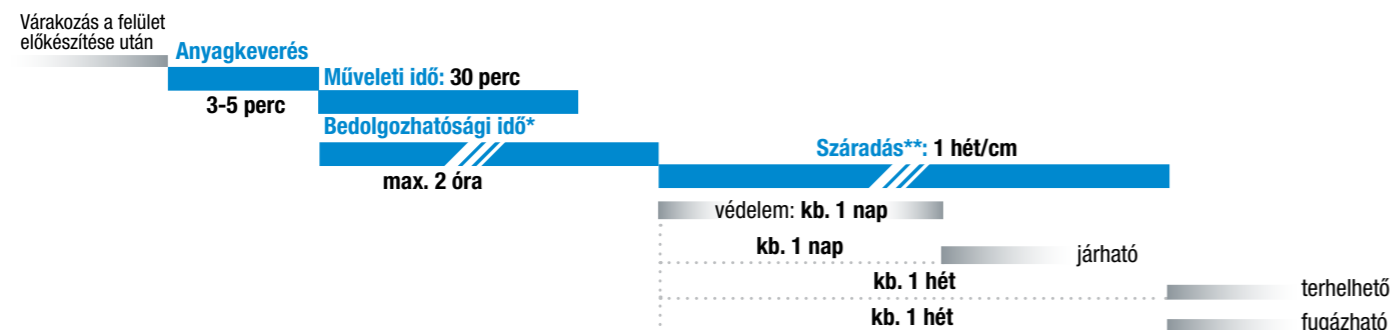 Várakozás a felület
előkészítése után
Anyagkeverés
3-5 perc
Műveleti idő: 30 perc
Bedolgozhatósági idő*
max. 2 óra
Száradás**: 1 hét/cm
védelem: kb. 1 nap
kb. 1 nap
járható
kb. 1 hét
terhelhető
kb. 1 hét
fugázható